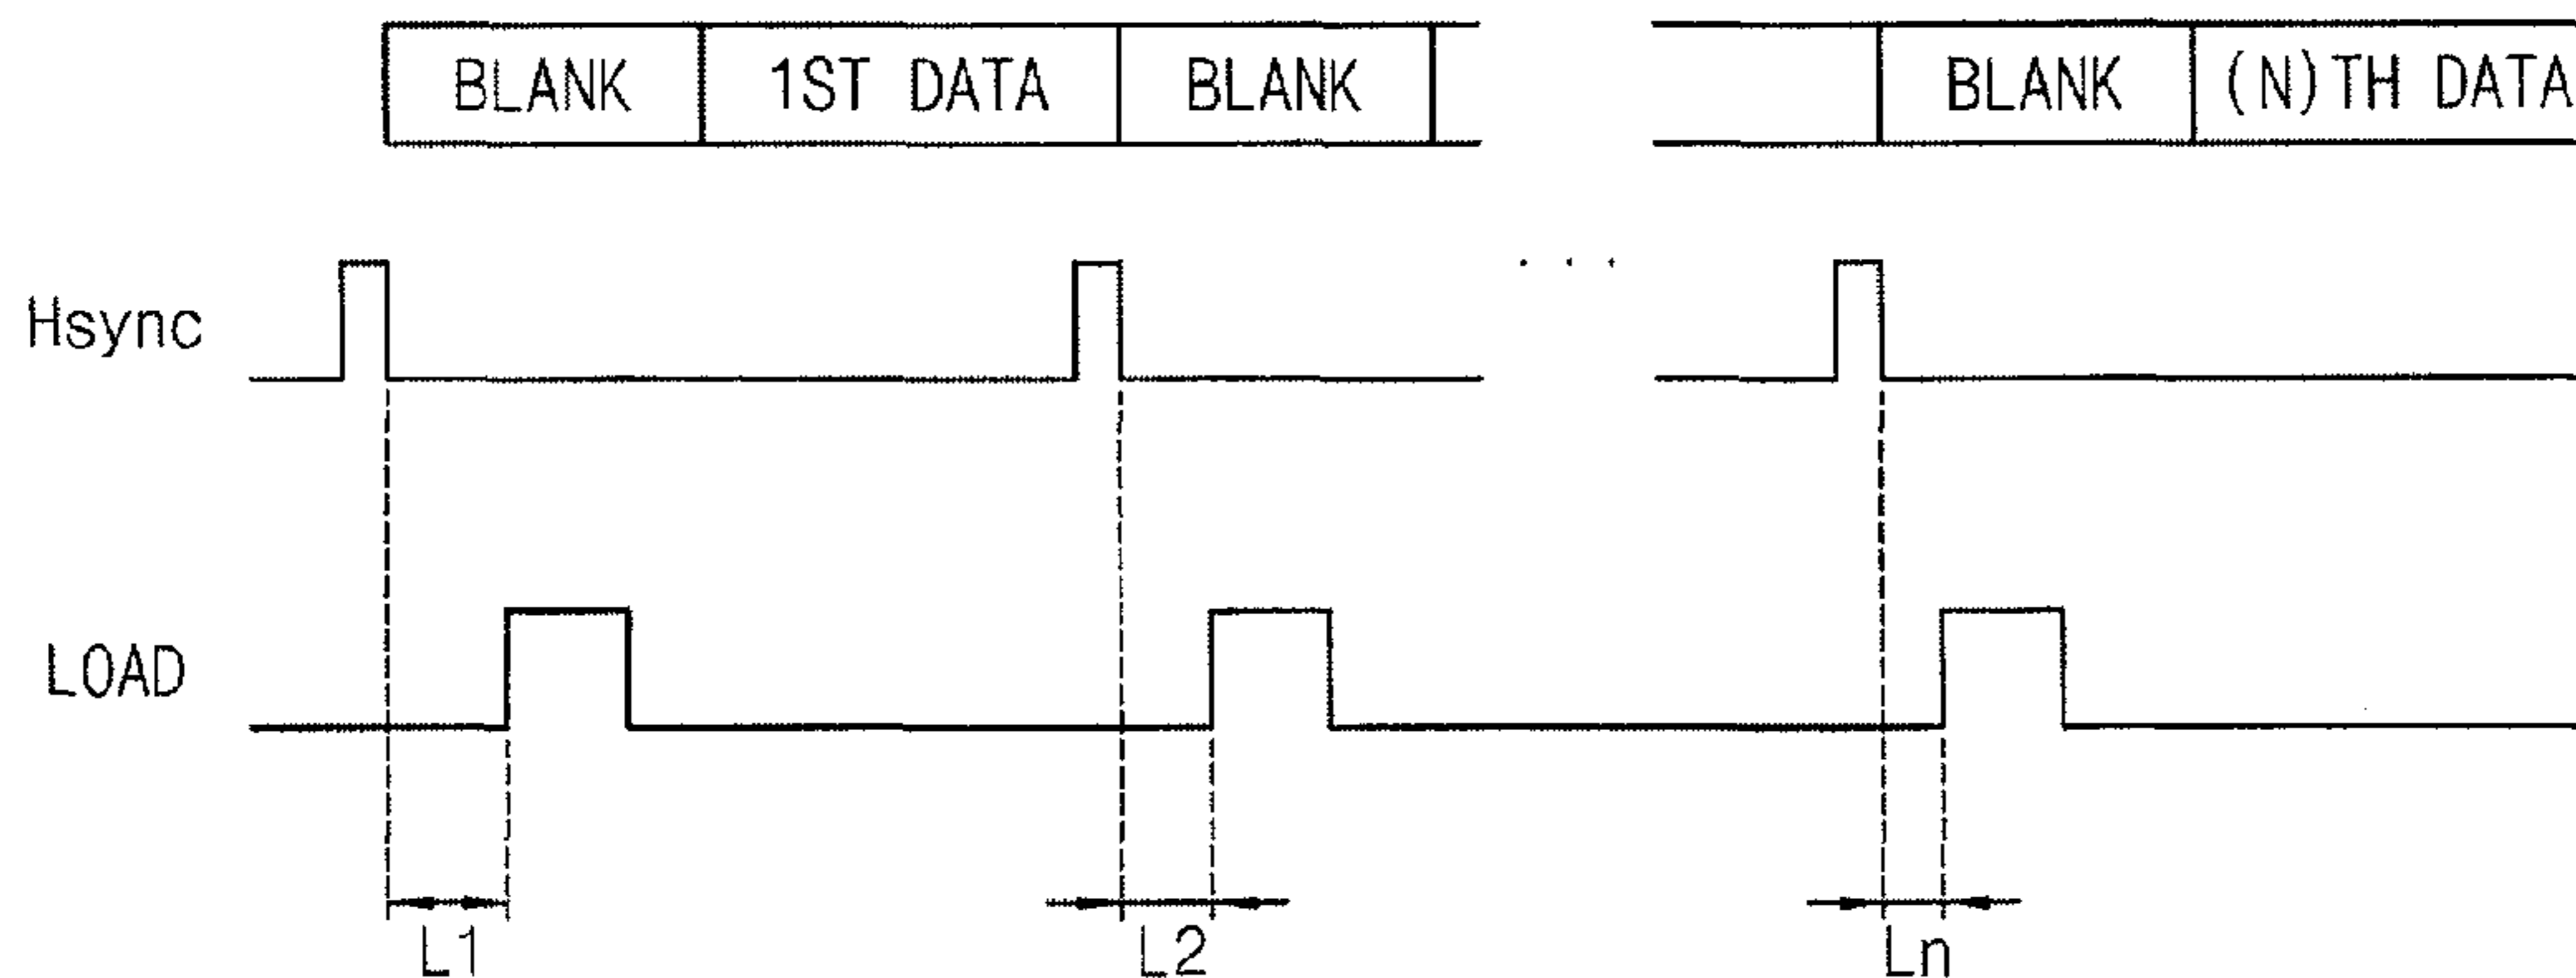 BLANK 1ST DATA BLANK BLANK (N)TH DATA
. . .
Hsync
LOAD
L1 L2 Ln